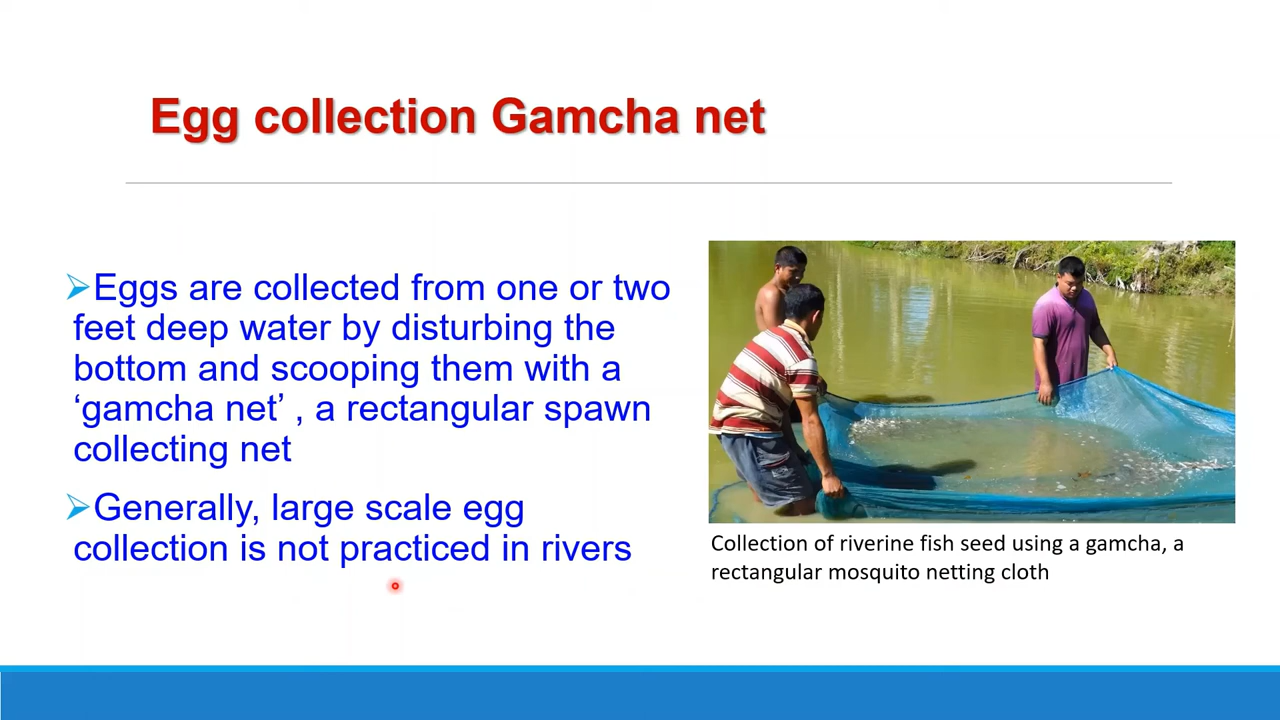 Egg collection Gamcha net
➢Eggs are collected from one or two
feet deep water by disturbing the
bottom and scooping them with a
‘gamcha net’ , a rectangular spawn
collecting net
➢Generally, large scale egg
collection is not practiced in rivers
Collection of riverine fish seed using a gamcha, a
rectangular mosquito netting cloth